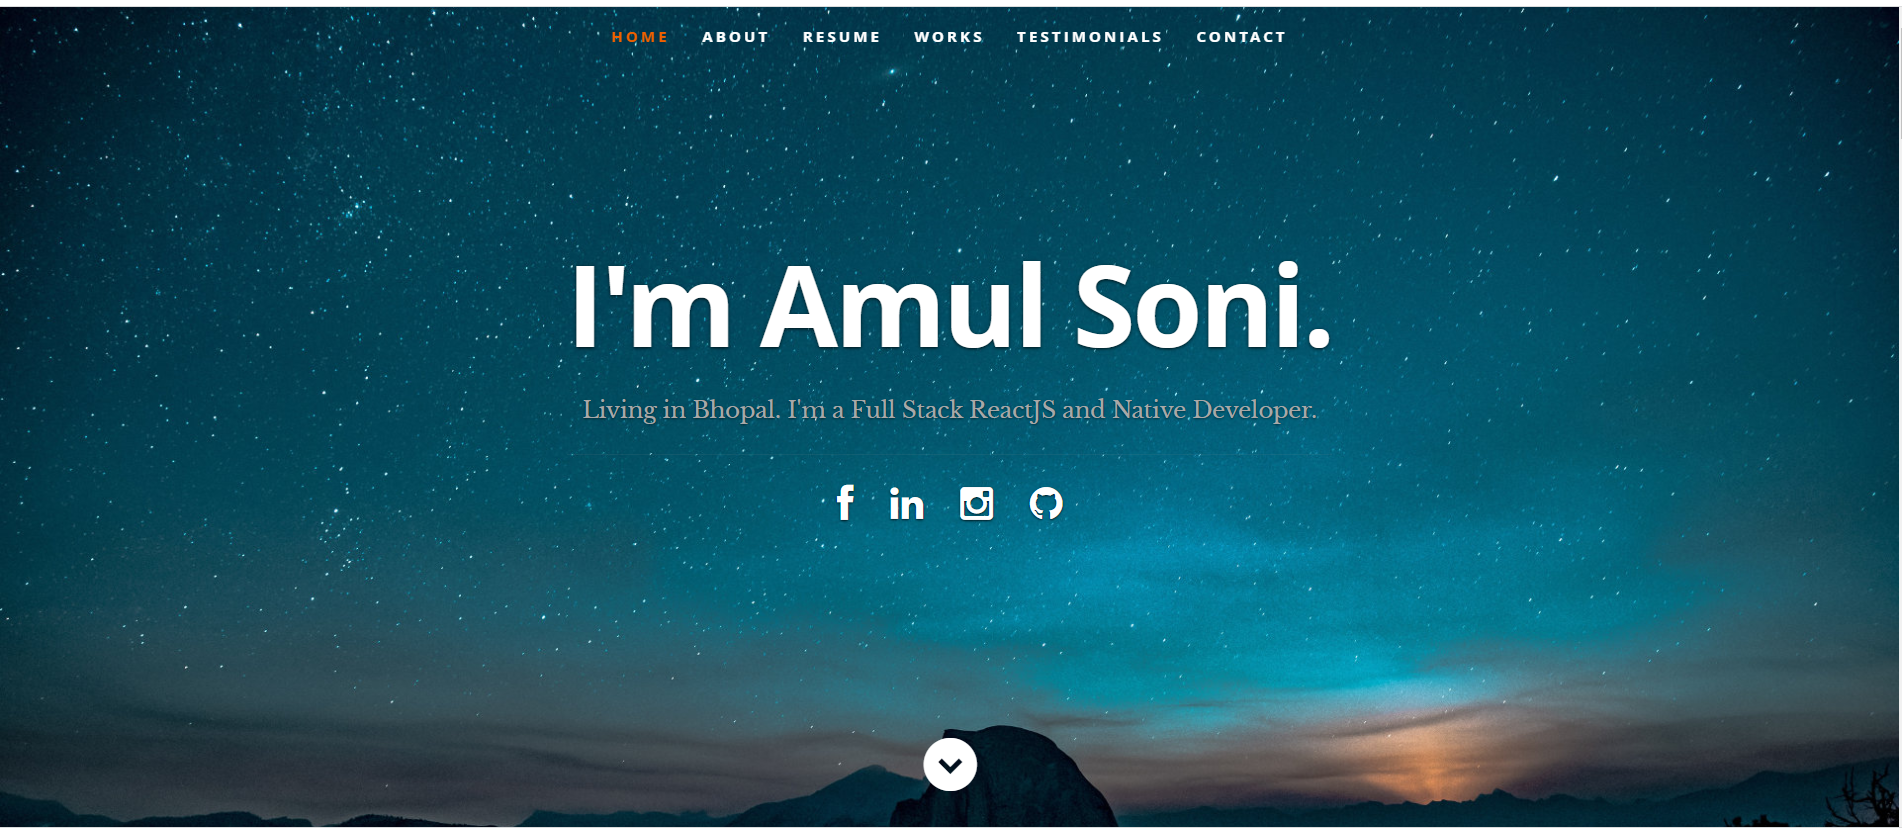 HOME ABOUT RESUME WORKS TESTIMONIALS CONTACT
I'm Amul Soni.
Living in Bhopal. I'm a Full Stack ReactJS and Native Developer.